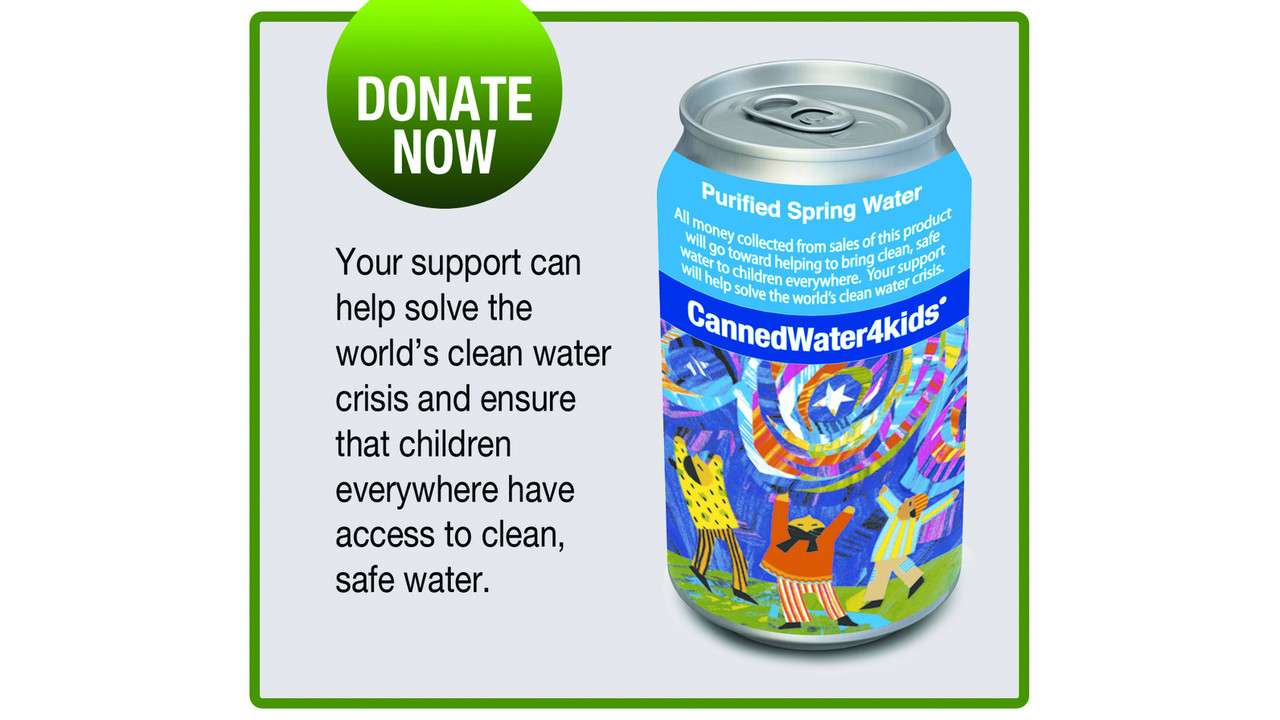 DONATE
NOW
Your support can
help solve the
world’s clean water
crisis and ensure
that children
everywhere have
access to clean,
safe water.
Purified Spring Water
All money collected from sales of this product
will go toward helping to bring clean, safe
water to children everywhere. Your support
will help solve the world's clean water crisis.
CannedWater4kids